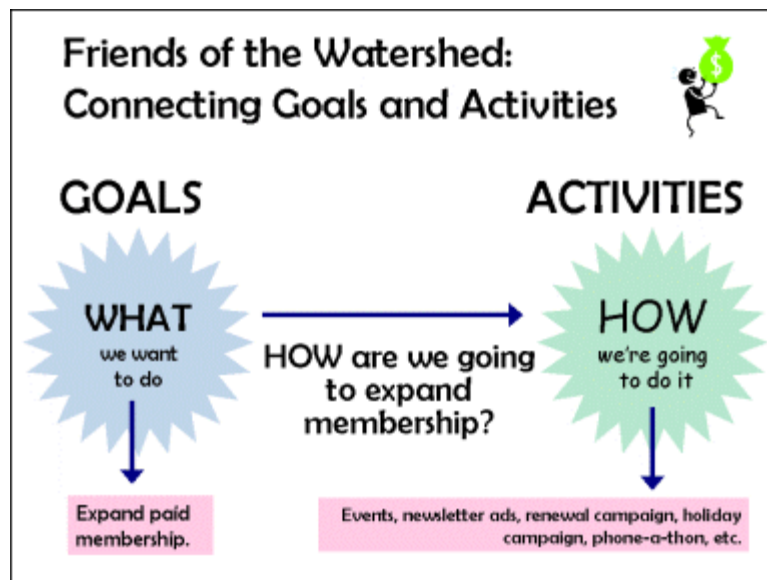 Friends of the Watershed:
Connecting Goals and Activities
$
GOALS
ACTIVITIES
WHAT
we want
to do
HOW are we going
to expand
membership?
HOW
we're going
to do it
Expand paid
membership.
Events, newsletter ads, renewal campaign, holiday
campaign, phone-a-thon, etc.